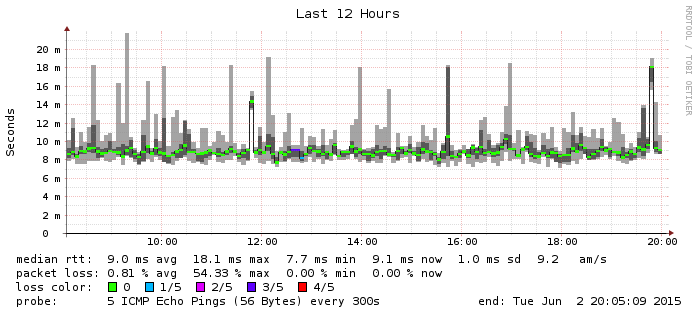 Last 12 Hours
RRDTOOL / TOBI OETIKER
Seconds
20 m
18 m
16 m
14 m
12 m
10 m
8 m
6 m
4 m
2 m
0
10:00 12:00 14:00 16:00 18:00 20:00
median rtt: 9.0 ms avg 18.1 ms max 7.7 ms min 9.1 ms now 1.0 ms sd 9.2 am/s
packet loss: 0.81 % avg 54.33 % max 0.00 % min 0.00 % now
loss color: 0 1/5 2/5 3/5 4/5
probe: 5 ICMP Echo Pings (56 Bytes) every 300s end: Tue Jun 2 20:05:09 2015